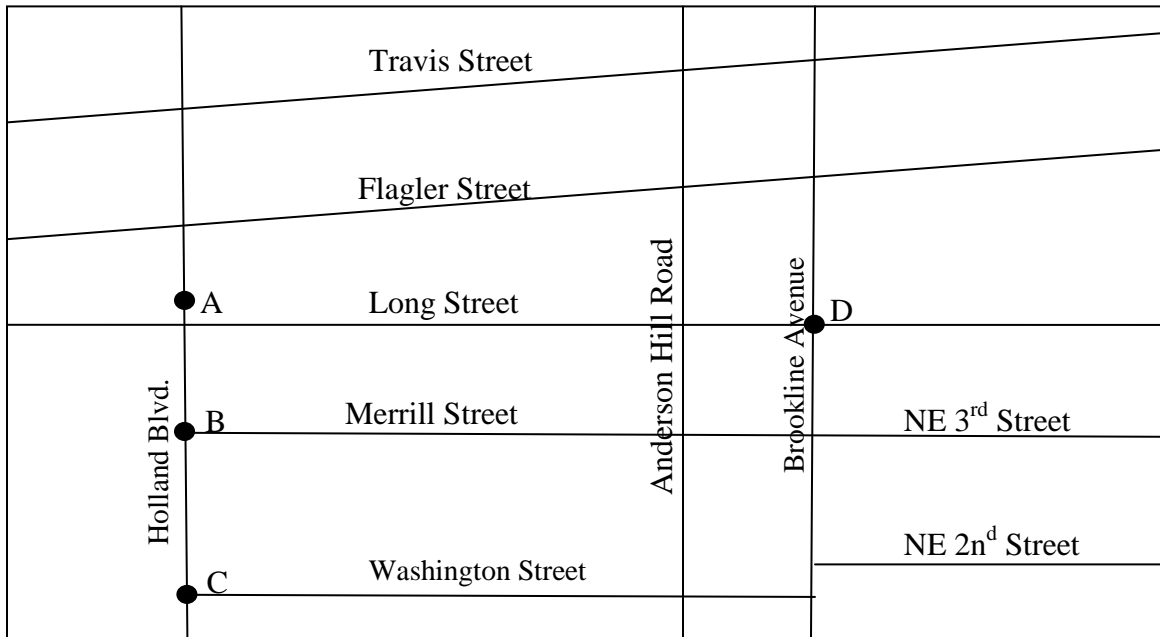 Travis Street
Flagler Street
A
Long Street
D
Anderson Hill Road
Brookline Avenue
Holland Blvd.
B
Merrill Street
NE 3rd Street
NE 2nd Street
C
Washington Street